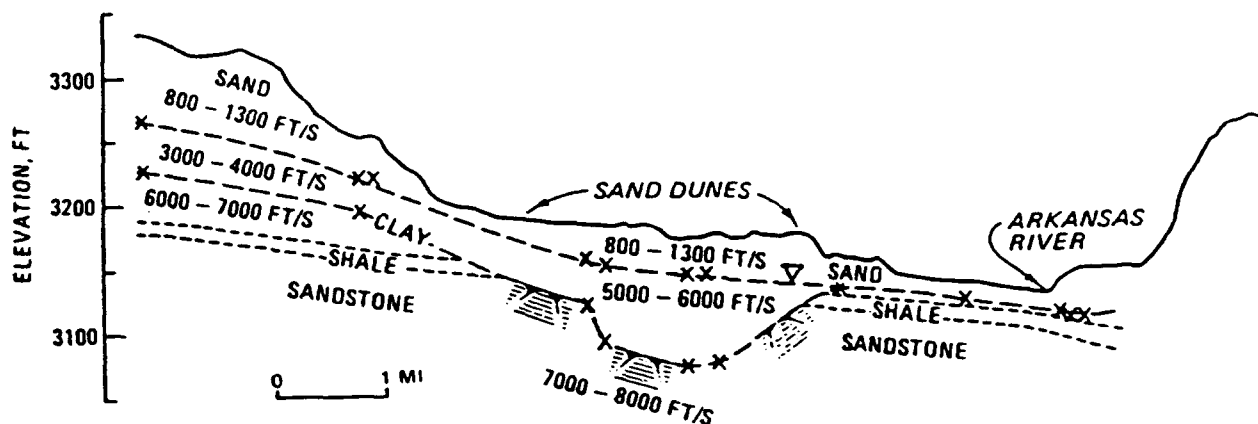 ELEVATION, FT
3300
3200
3100
SAND
800 – 1300 FT/S
3000 – 4000 FT/S
6000 – 7000 FT/S
CLAY
SHALE
SANDSTONE
0 1 MI
SAND DUNES
800 – 1300 FT/S
5000 – 6000 FT/S
7000 – 8000 FT/S
SAND
ARKANSAS
RIVER
SHALE
SANDSTONE